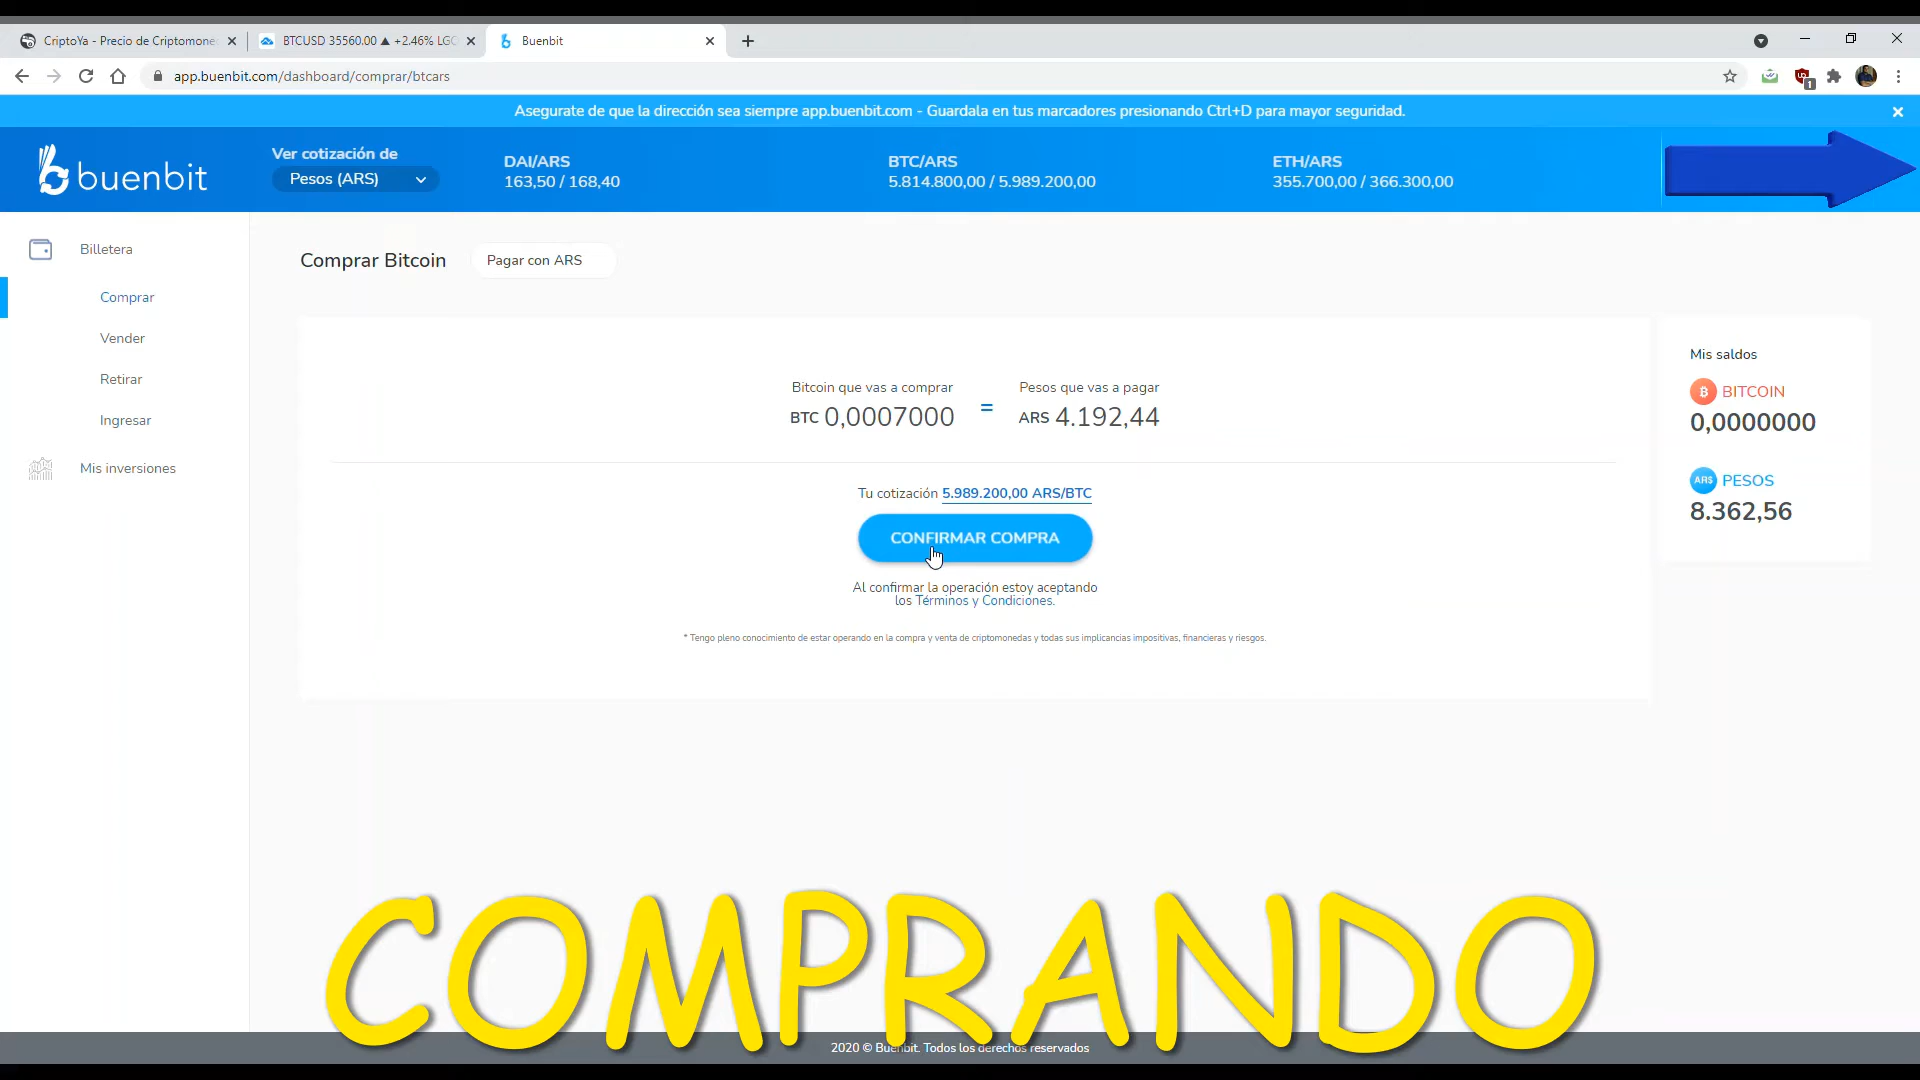 CriptoYa - Precio de Criptomone
BTCUSD 35560.00 ▲ +2.46% LGC
Buenbit
app.buenbit.com/dashboard/comprar/btcars
1
Asegurate de que la dirección sea siempre app.buenbit.com - Guardala en tus marcadores presionando Ctrl+D para mayor seguridad.
buenbit
Ver cotización de
Pesos (ARS)
DAI/ARS
163,50 / 168,40
BTC/ARS
5.814.800,00 / 5.989.200,00
ETH/ARS
355.700,00 / 366.300,00
Billetera
Comprar
Vender
Retirar
Ingresar
Mis inversiones
Comprar Bitcoin
Pagar con ARS
Bitcoin que vas a comprar
BTC 0,0007000
=
Pesos que vas a pagar
ARS 4.192,44
Tu cotización 5.989.200,00 ARS/BTC
CONFIRMAR COMPRA
Al confirmar la operación estoy aceptando
los Términos y Condiciones.
* Tengo pleno conocimiento de estar operando en la compra y venta de criptomonedas y todas sus implicancias impositivas, financieras y riesgos.
Mis saldos
BITCOIN
0,0000000
ARS PESOS
8.362,56
COMPRANDO
2020 © Buenbit. Todos los derechos reservados